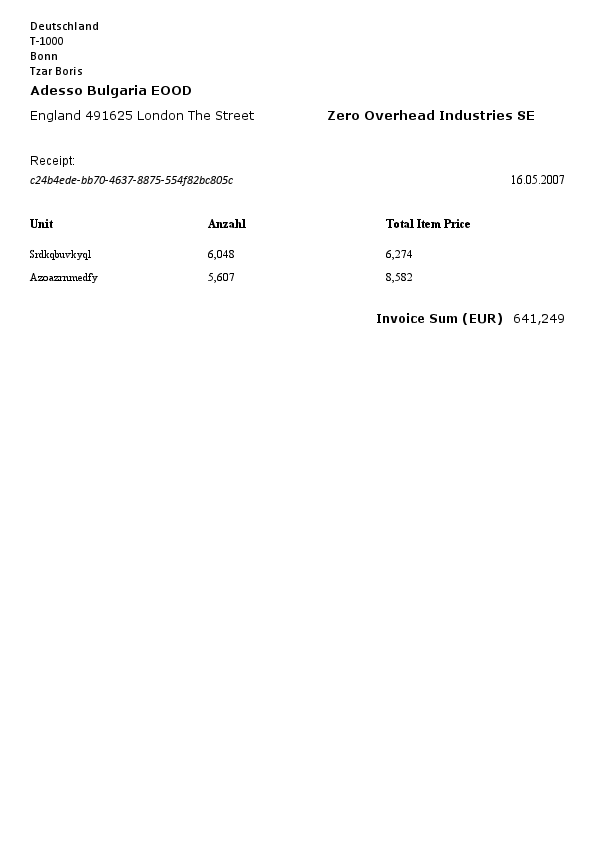 Deutschland
T-1000
Bonn
Tzar Boris
Adesso Bulgaria EOOD
England 491625 London The Street Zero Overhead Industries SE
Receipt:
c24b4ede-bb70-4637-8875-554f82bc805c 16.05.2007
Unit Anzahl Total Item Price
Srdkqbuvkyql 6,048 6,274
Azoazrnmedfy 5,607 8,582
Invoice Sum (EUR) 641,249